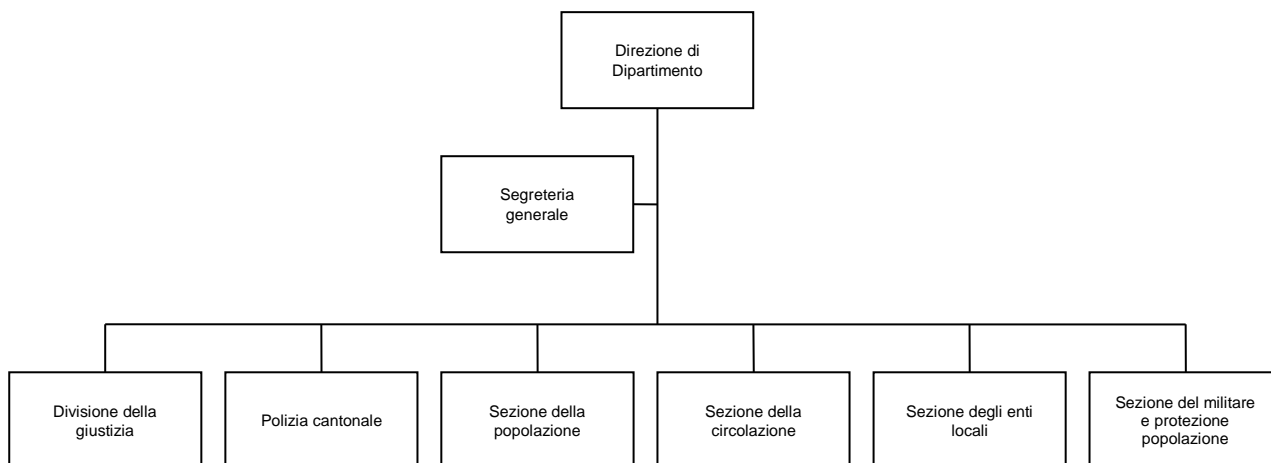 Direzione di
Dipartimento
Segreteria
generale
Divisione della
giustizia
Polizia cantonale
Sezione della
popolazione
Sezione della
circolazione
Sezione degli enti
locali
Sezione del militare
e protezione
popolazione